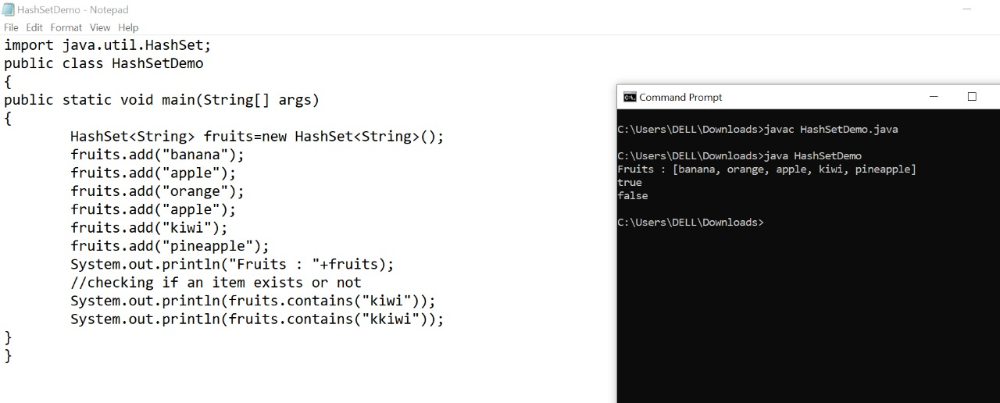 HashSetDemo - Notepad
File Edit Format View Help
import java.util.HashSet;
public class HashSetDemo
{
public static void main(String[] args)
{
        HashSet<String> fruits=new HashSet<String>();
        fruits.add("banana");
        fruits.add("apple");
        fruits.add("orange");
        fruits.add("apple");
        fruits.add("kiwi");
        fruits.add("pineapple");
        System.out.println("Fruits : "+fruits);
        //checking if an item exists or not
        System.out.println(fruits.contains("kiwi"));
        System.out.println(fruits.contains("kkiwi"));
}
}
C:\. Command Prompt
C:\Users\DELL\Downloads>javac HashSetDemo.java
C:\Users\DELL\Downloads>java HashSetDemo
Fruits : [banana, orange, apple, kiwi, pineapple]
true
false
C:\Users\DELL\Downloads>